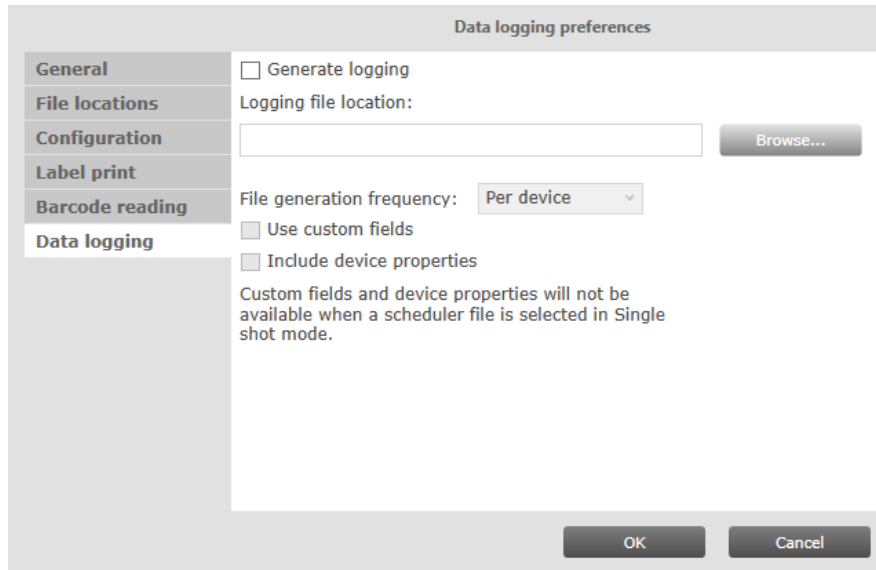 Data logging preferences
General
File locations
Configuration
Label print
Barcode reading
Data logging
Generate logging
Logging file location:
Browse...
File generation frequency: Per device
Use custom fields
Include device properties
Custom fields and device properties will not be
available when a scheduler file is selected in Single
shot mode.
OK
Cancel